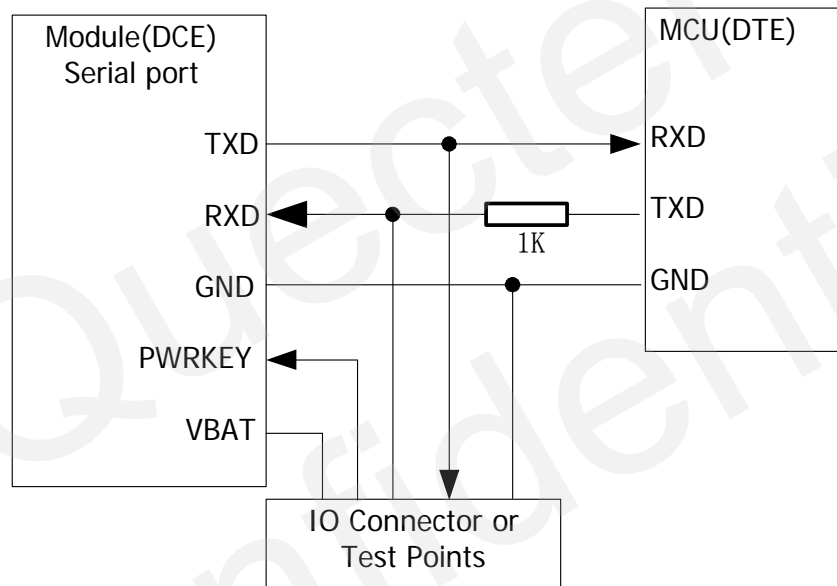 Module(DCE)
Serial port
MCU(DTE)
TXD
RXD
RXD
TXD
1K
GND
GND
PWRKEY
VBAT
IO Connector or
Test Points
Quectel
Confidential